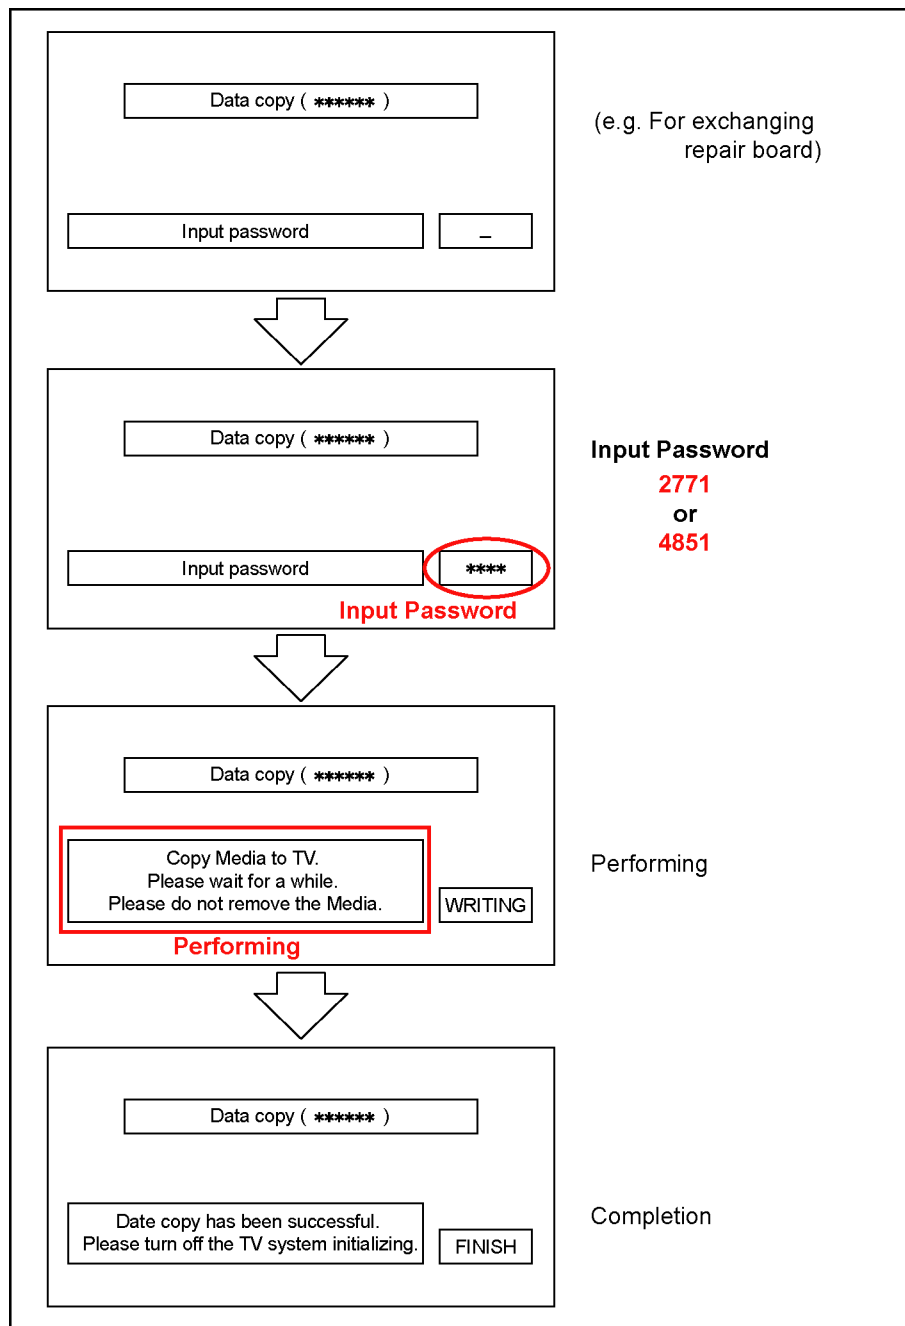 Data copy ( ****** )
(e.g. For exchanging
repair board)
Input password
_
Data copy ( ****** )
Input Password
2771
or
4851
Input password
****
Input Password
Data copy ( ****** )
Copy Media to TV.
Please wait for a while.
Please do not remove the Media.
WRITING
Performing
Performing
Data copy ( ****** )
Date copy has been successful.
Please turn off the TV system initializing.
FINISH
Completion